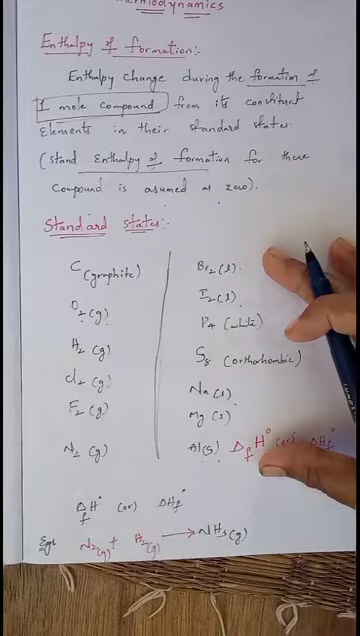 Thermodynamics
Enthalpy of formation:-
Enthalpy change during the formation of
1 mole compound from its constituent
Elements in their standard states.
(stand Enthalpy of formation for these
compound is asumed as zero).
Standard states:-
C (graphite)
O2 (g)
H2 (g)
Cl2 (g)
F2 (g)
N2 (g)
Br2 (l)
I2 (s)
P4 (white)
S8 (orthorhombic)
Na (s)
Mg (s)
Al (s) ΔfH° (or) ΔHf°
ΔfH° (or) ΔHf°
Eg:- N2(g) + H2(g) → NH3(g)